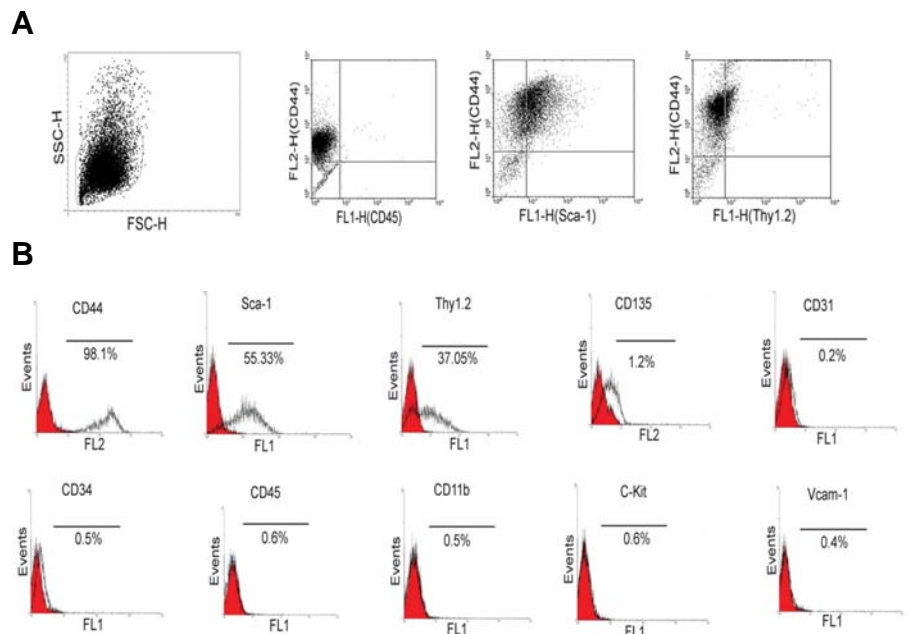 A
SSC-H
FSC-H
FL2-H(CD44)
FL1-H(CD45)
FL2-H(CD44)
FL1-H(Sca-1)
FL2-H(CD44)
FL1-H(Thy1.2)
B
CD44
98.1%
Events
FL2
Sca-1
55.33%
Events
FL1
Thy1.2
37.05%
Events
FL1
CD135
1.2%
Events
FL2
CD31
0.2%
Events
FL1
CD34
0.5%
Events
FL1
CD45
0.6%
Events
FL1
CD11b
0.5%
Events
FL1
C-Kit
0.6%
Events
FL1
Vcam-1
0.4%
Events
FL1